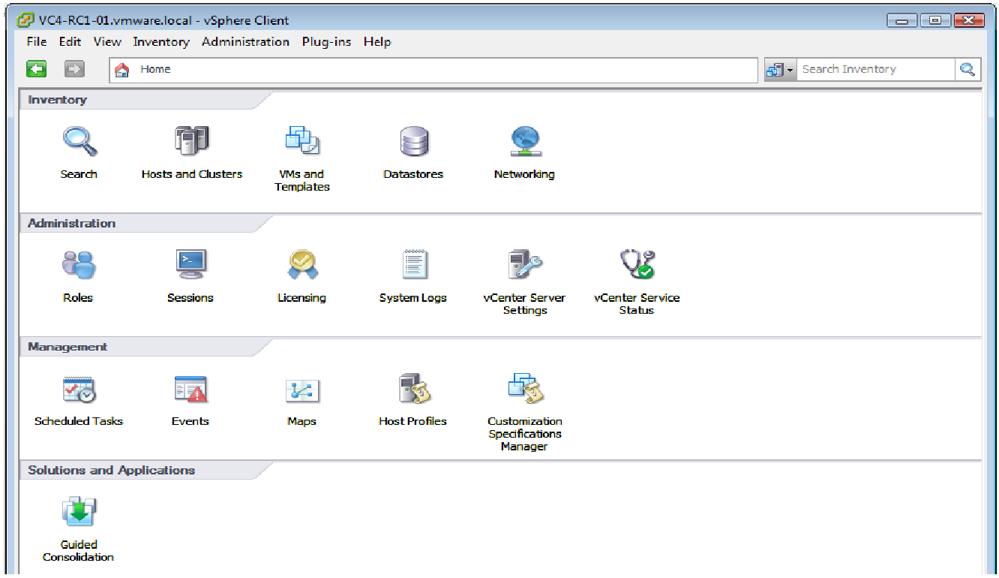 VC4-RC1-01.vmware.local - vSphere Client
File Edit View Inventory Administration Plug-ins Help
Home
Search Inventory
Inventory
Search
Hosts and Clusters
VMs and
Templates
Datastores
Networking
Administration
Roles
Sessions
Licensing
System Logs
vCenter Server
Settings
vCenter Service
Status
Management
Scheduled Tasks
Events
Maps
Host Profiles
Customization
Specifications
Manager
Solutions and Applications
Guided
Consolidation